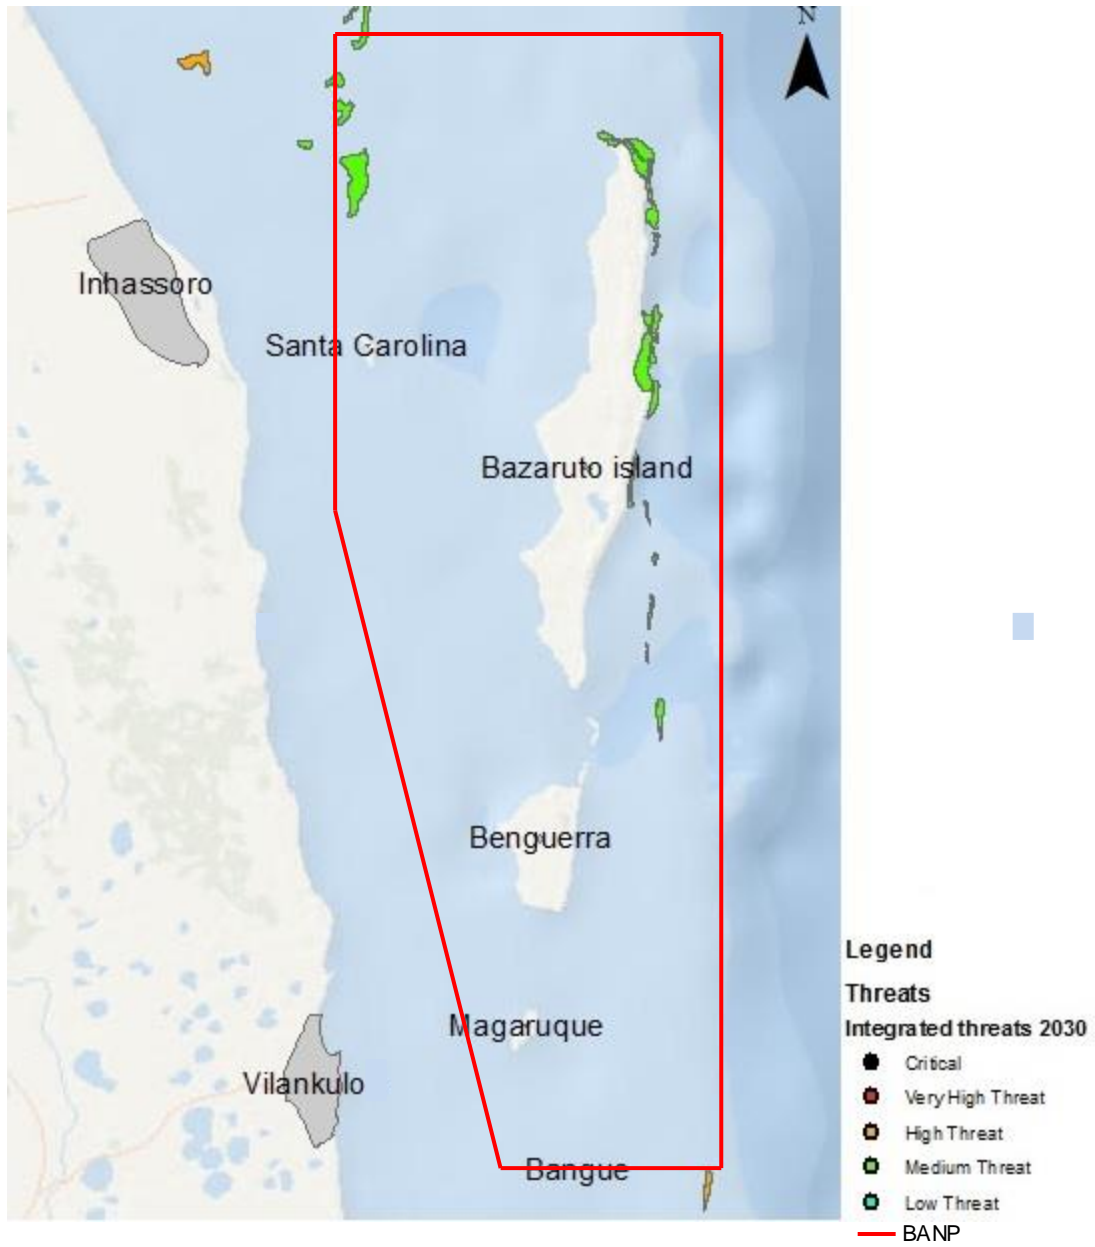 N
Inhassoro
Santa Carolina
Bazaruto island
Benguerra
Magaruque
Vilankulo
Bangue
Legend
Threats
Integrated threats 2030
Critical
Very High Threat
High Threat
Medium Threat
Low Threat
BANP